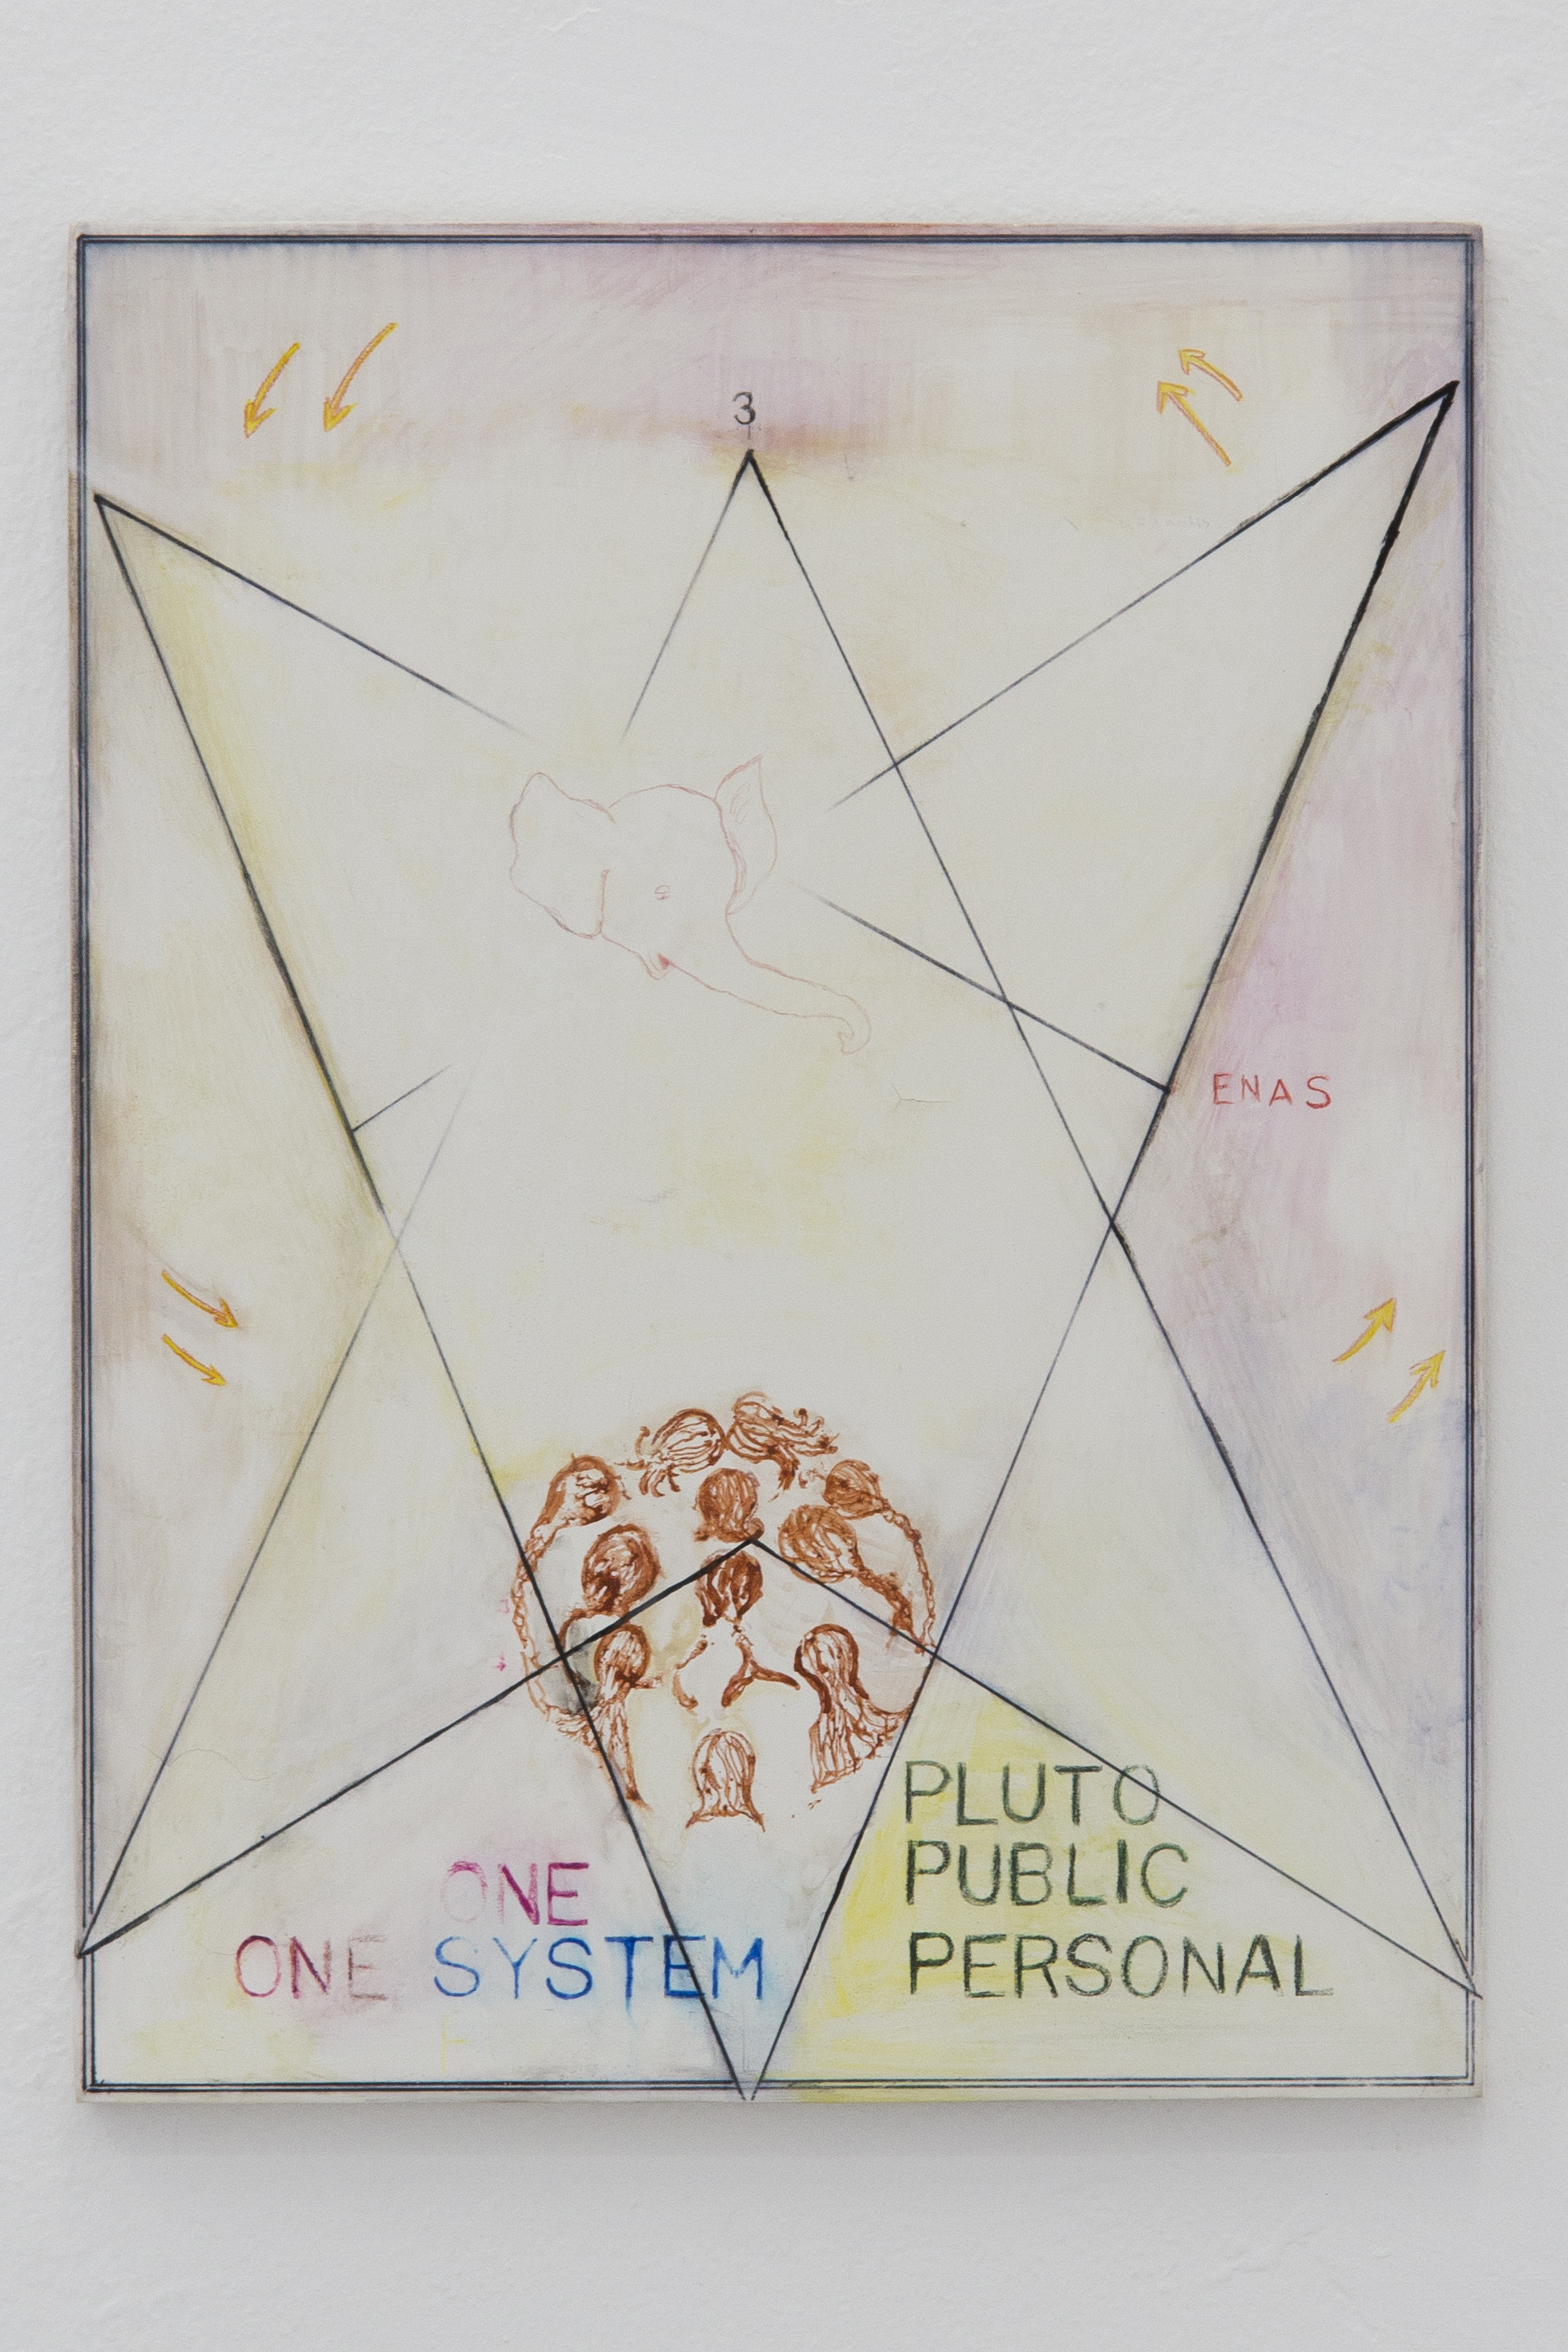 3
ENAS
ONE
ONE SYSTEM
PLUTO
PUBLIC
PERSONAL